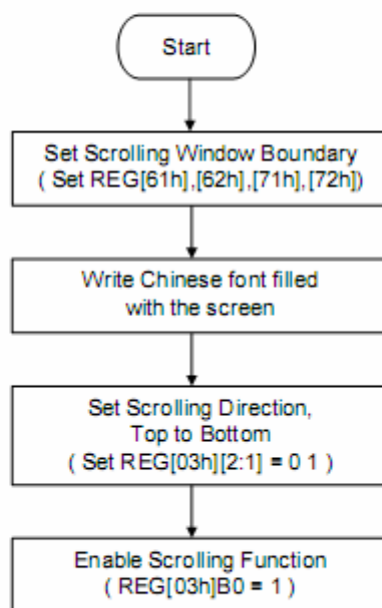 Start
Set Scrolling Window Boundary
( Set REG[61h],[62h],[71h],[72h])
Write Chinese font filled
with the screen
Set Scrolling Direction,
Top to Bottom
( Set REG[03h][2:1] = 0 1 )
Enable Scrolling Function
( REG[03h]B0 = 1 )